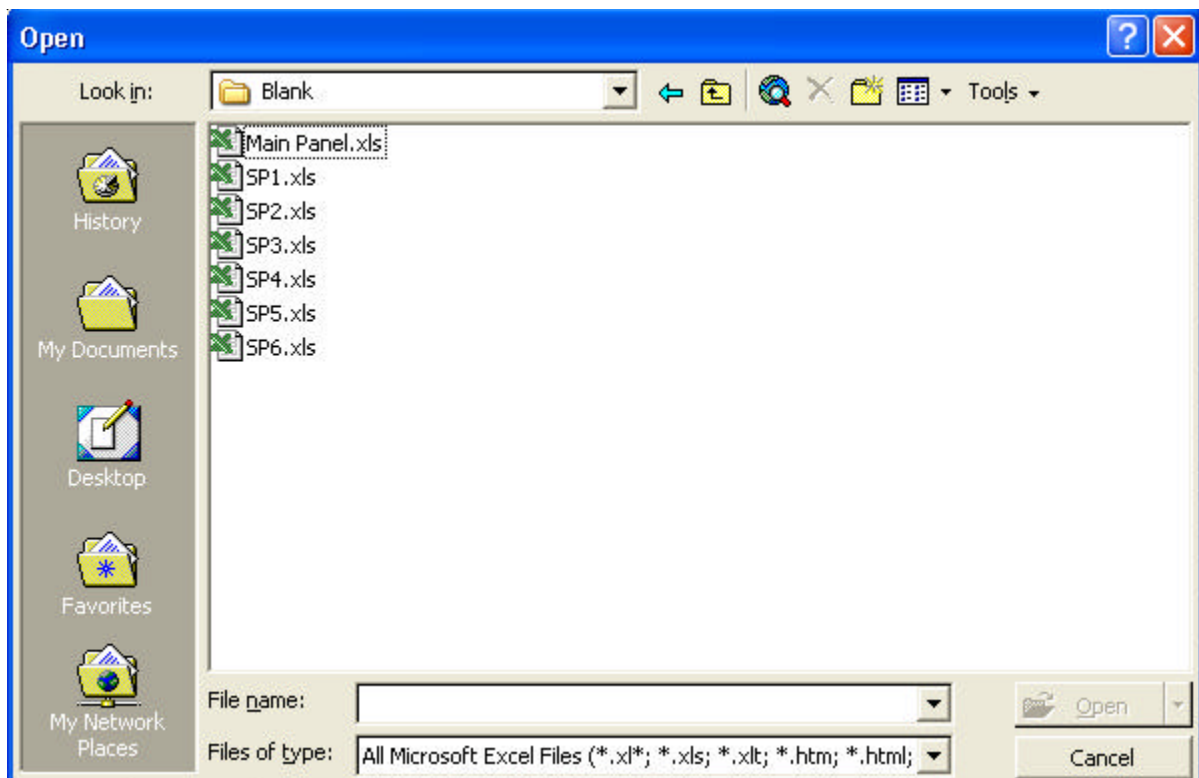 Open
Look in:
Blank
Tools
Main Panel.xls
SP1.xls
SP2.xls
SP3.xls
SP4.xls
SP5.xls
SP6.xls
History
My Documents
Desktop
Favorites
My Network
Places
File name:
Open
Files of type:
All Microsoft Excel Files (*.xl*; *.xls; *.xlt; *.htm; *.html;
Cancel